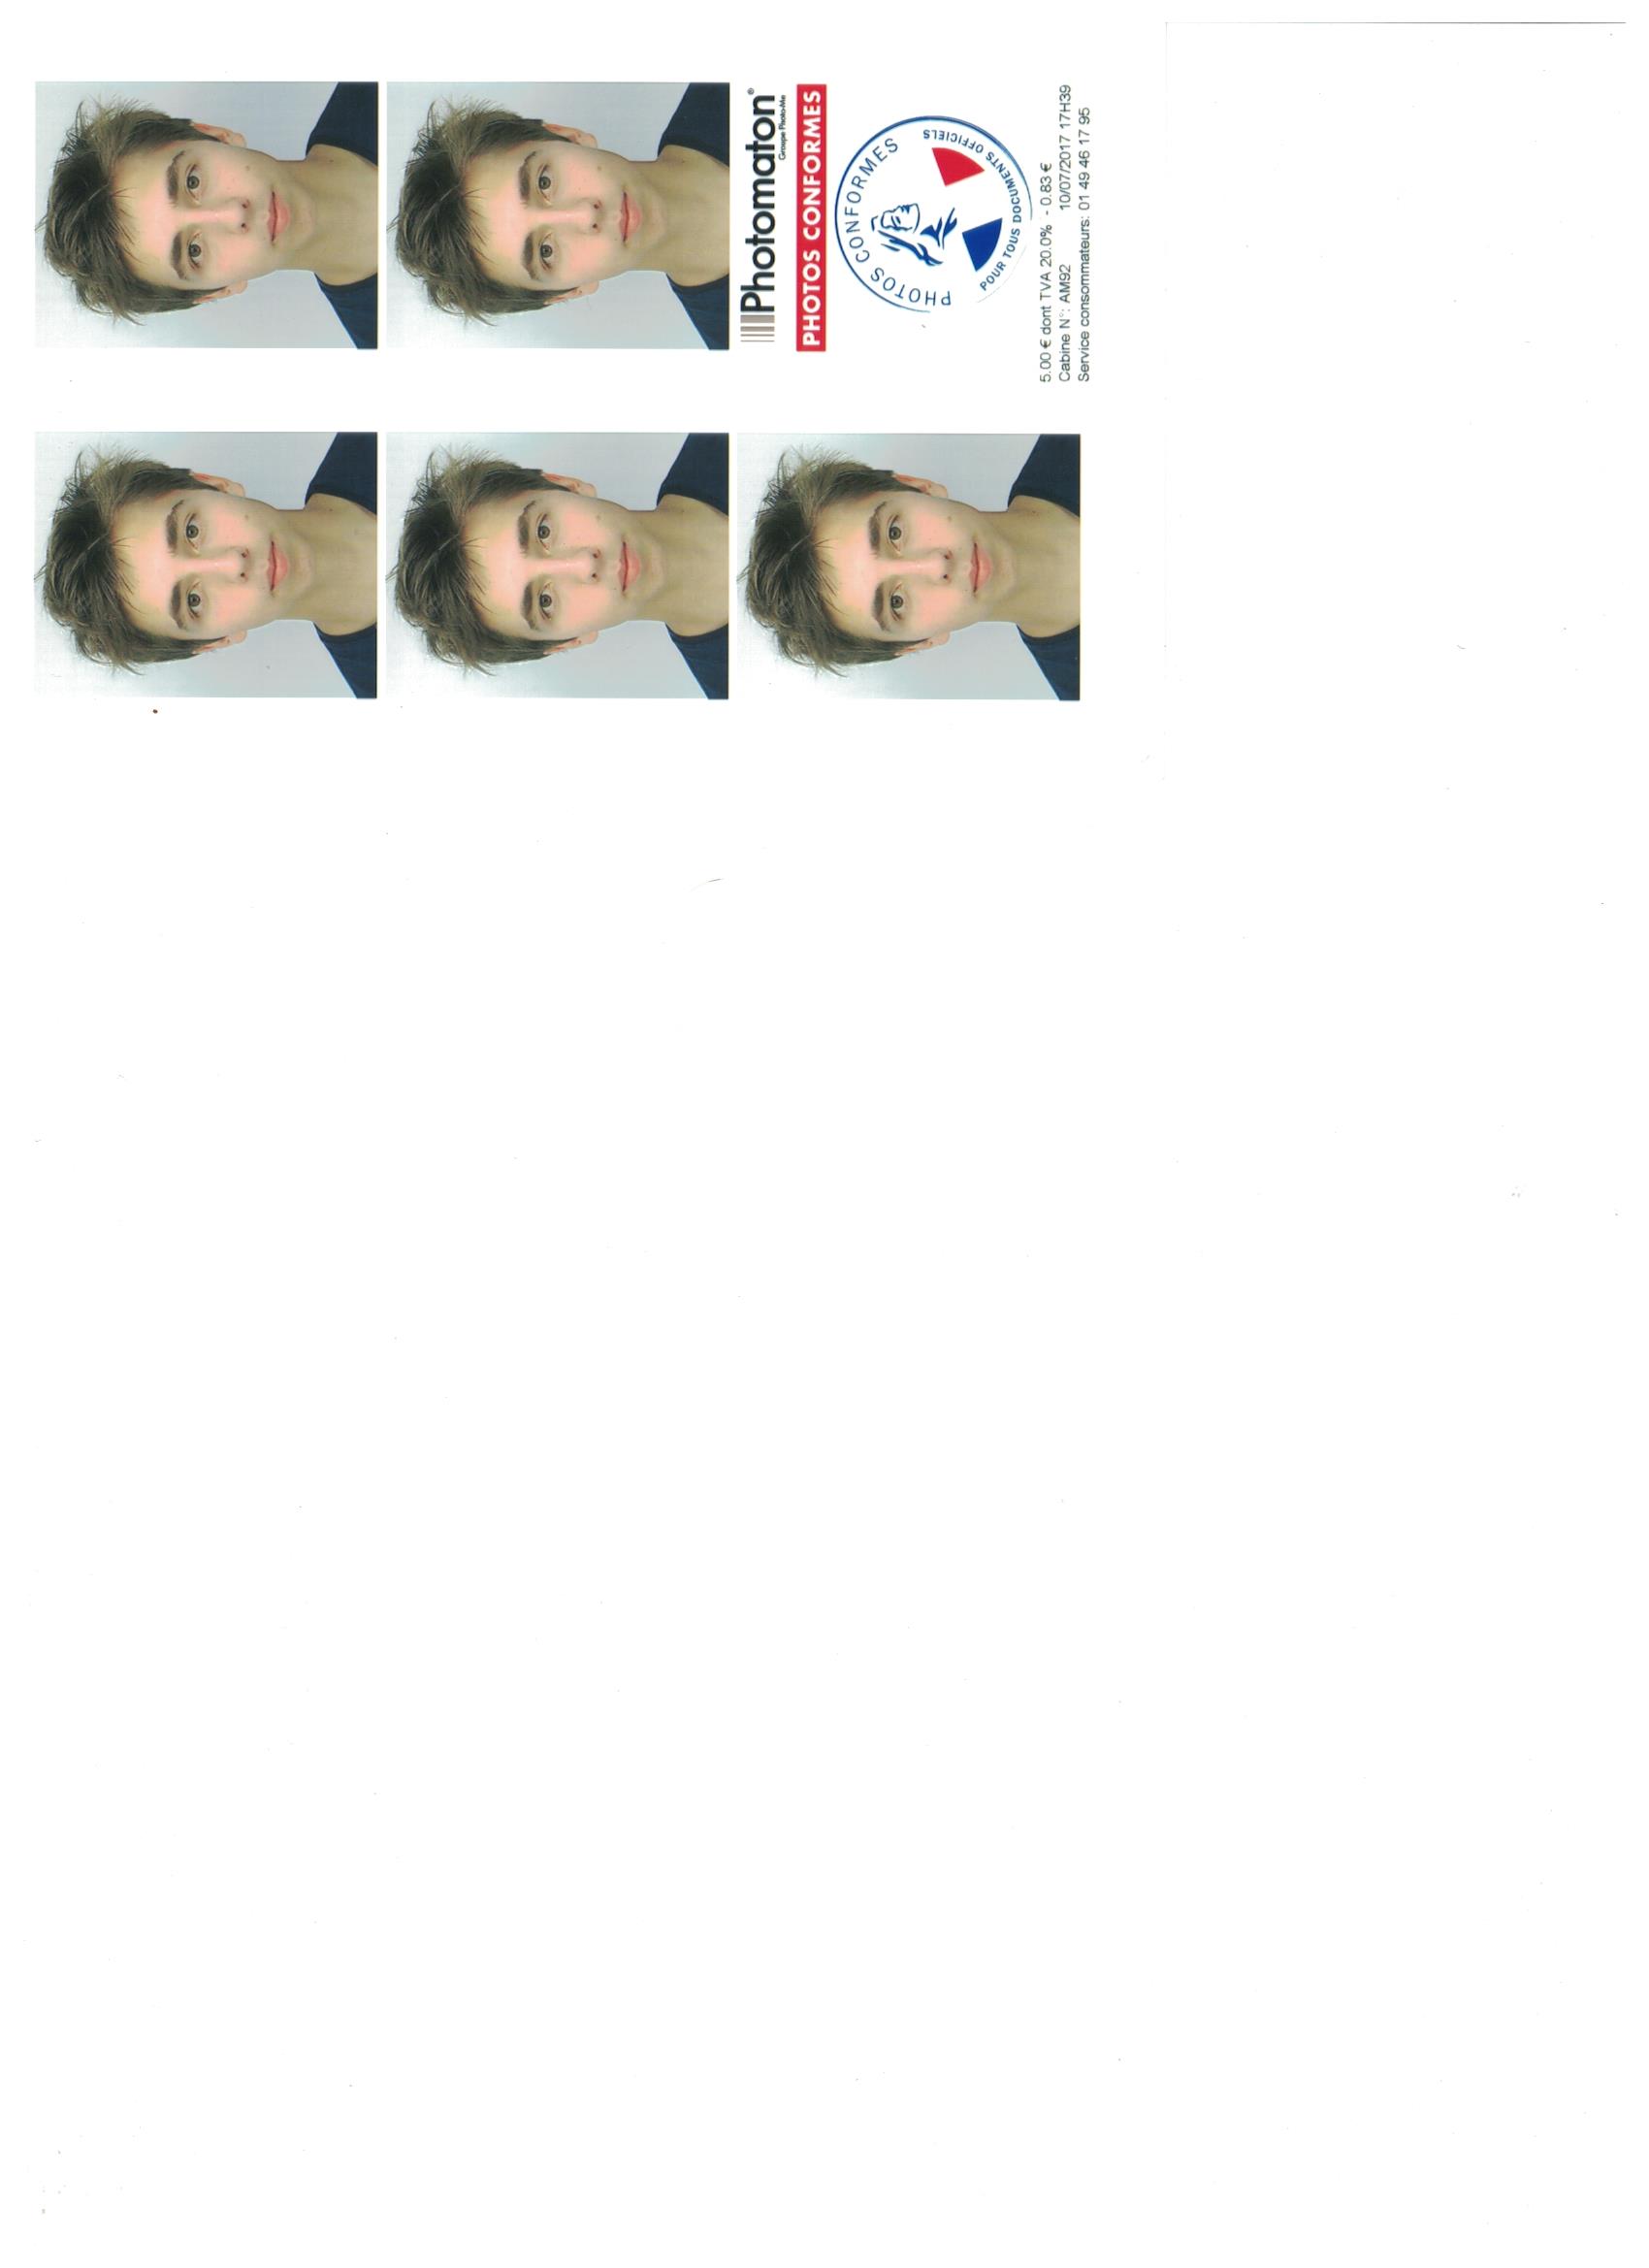 Photomaton®
Groupe Photo-Me
PHOTOS CONFORMES
PHOTOS CONFORMES
POUR TOUS DOCUMENTS OFFICIELS
5.00 € dont TVA 20.0% - 0.83 €
Cabine N°: AM92 10/07/2017 17H39
Service consommateurs: 01 49 46 17 95